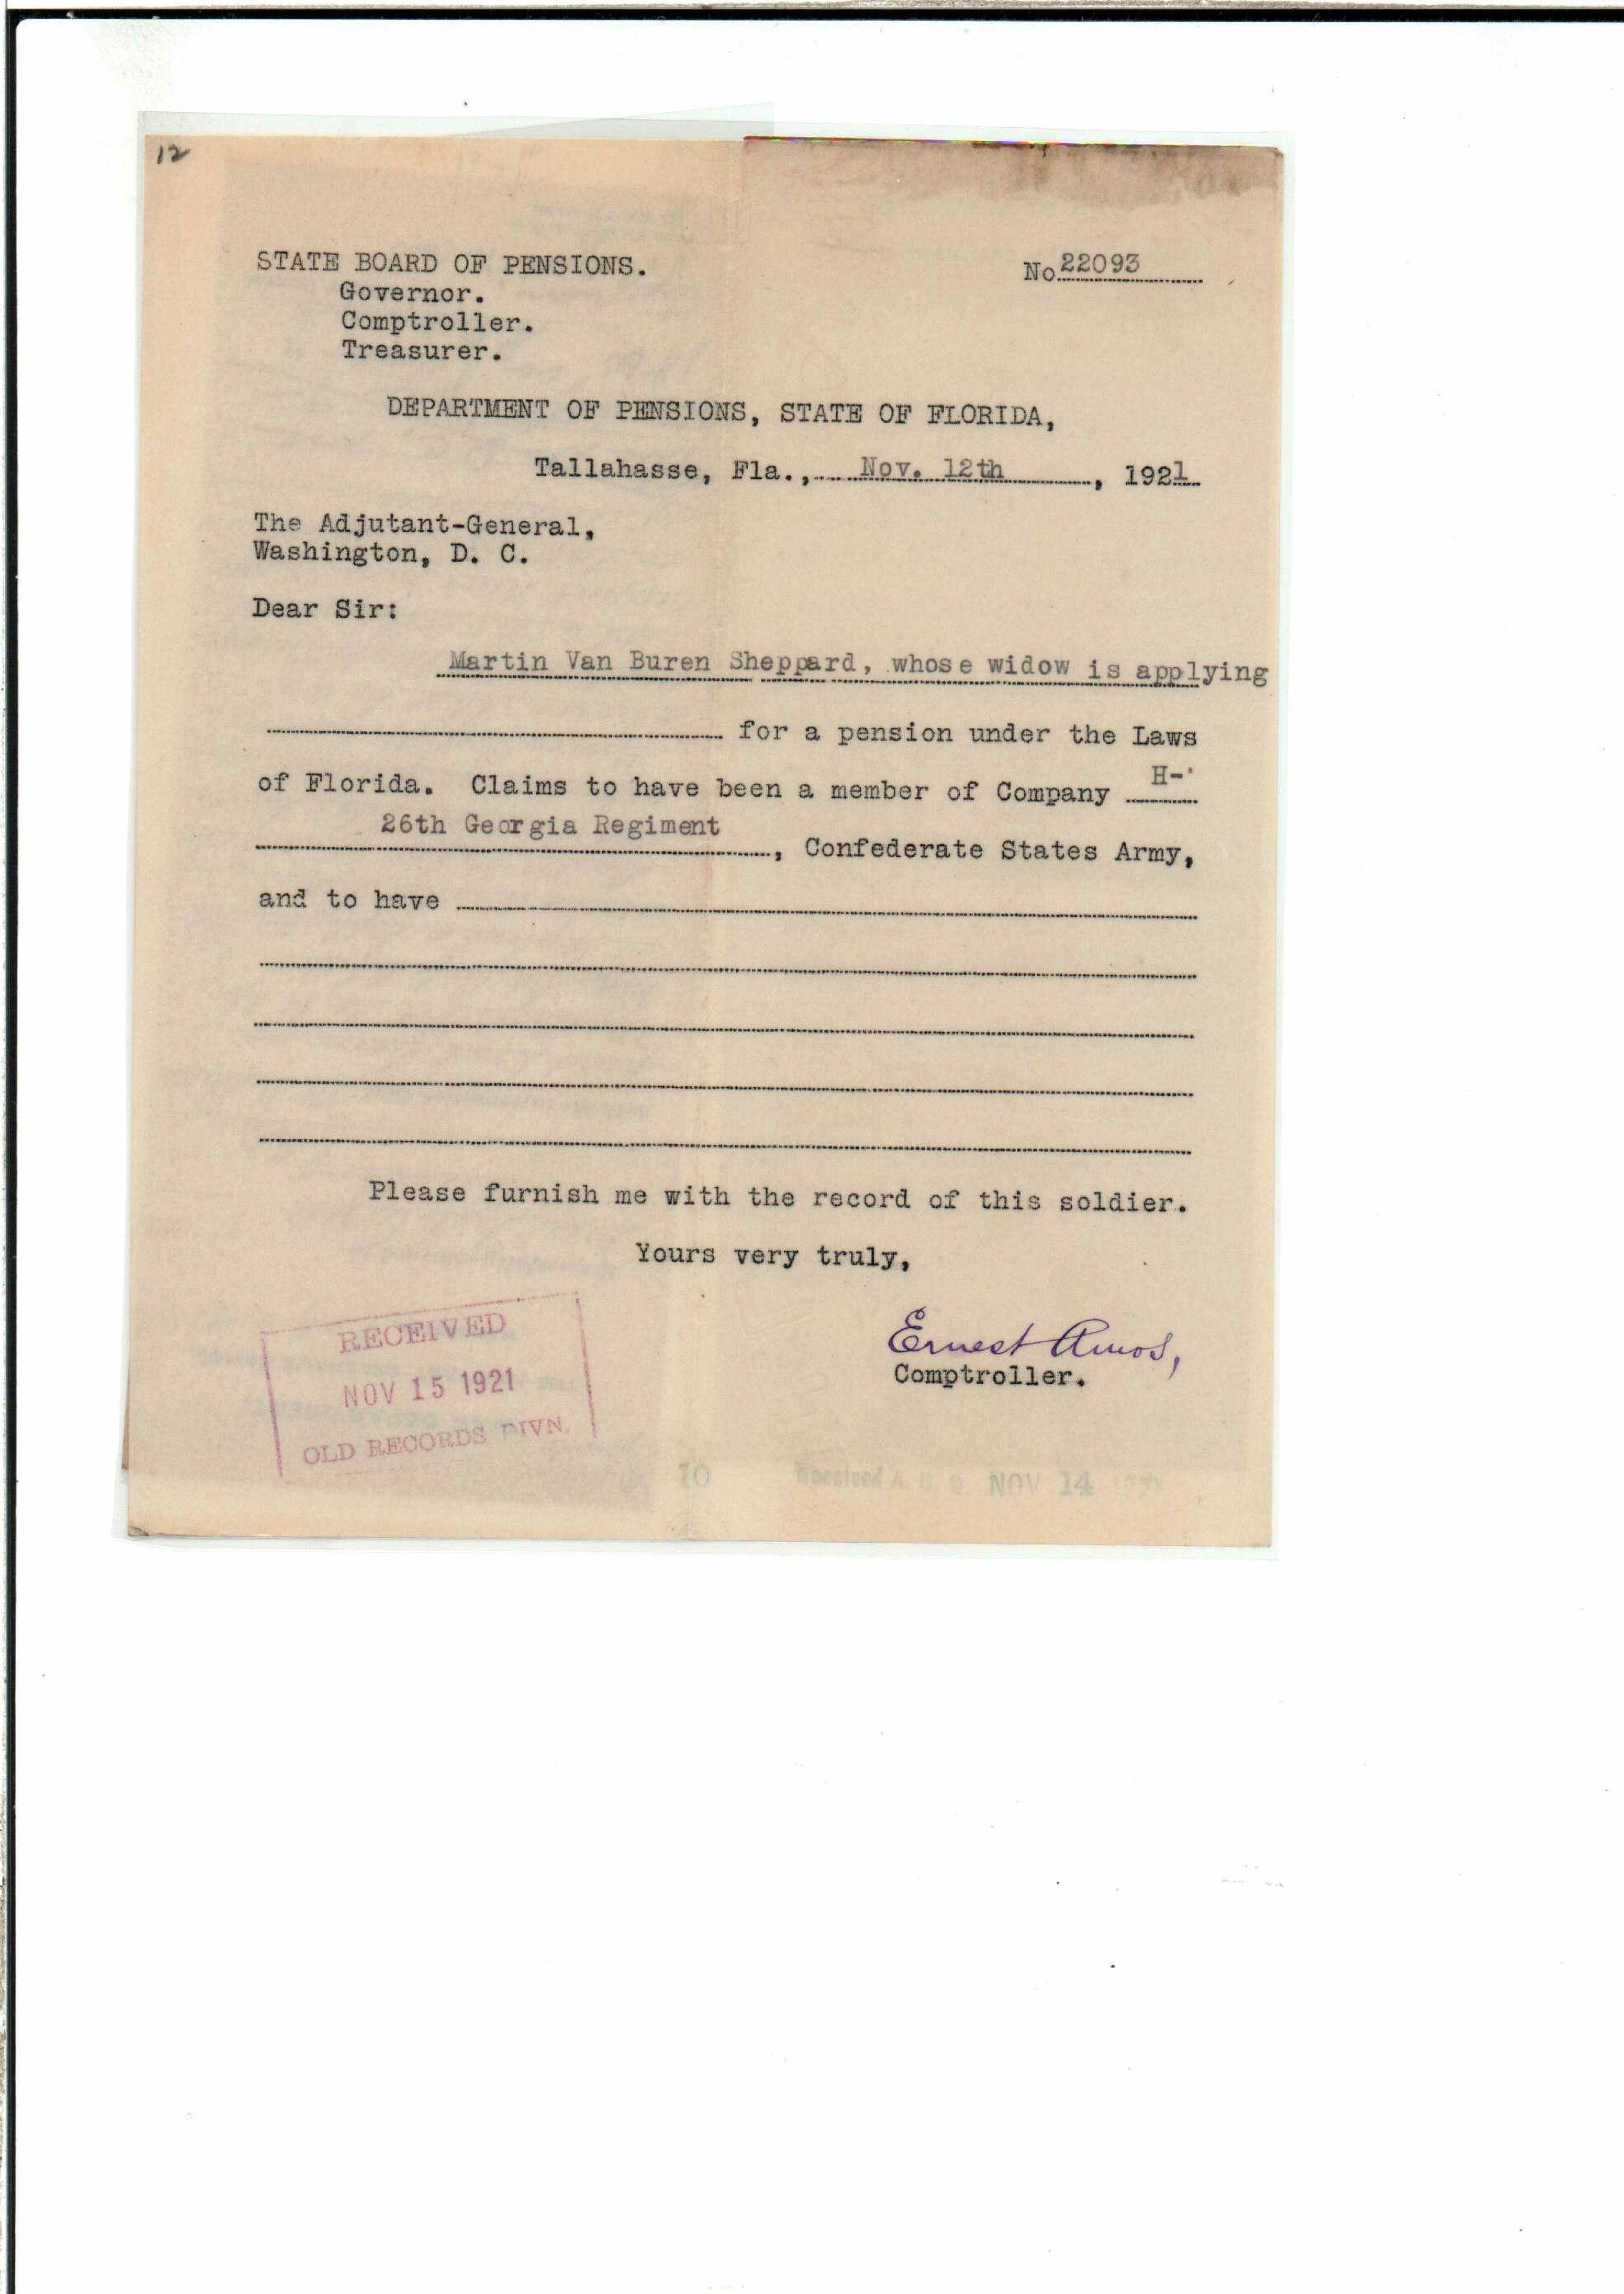 12
STATE BOARD OF PENSIONS.
No 22093
Governor.
Comptroller.
Treasurer.
DEPARTMENT OF PENSIONS, STATE OF FLORIDA,
Tallahasse, Fla., Nov. 12th, 1921
The Adjutant-General,
Washington, D. C.
Dear Sir:
Martin Van Buren Sheppard, whose widow is applying
for a pension under the Laws
of Florida. Claims to have been a member of Company H-'
26th Georgia Regiment
, Confederate States Army,
and to have
Please furnish me with the record of this soldier.
Yours very truly,
Ernest Amos,
Comptroller.
RECEIVED
NOV 15 1921
OLD RECORDS DIVN.
10 Received A. G. O. NOV 14